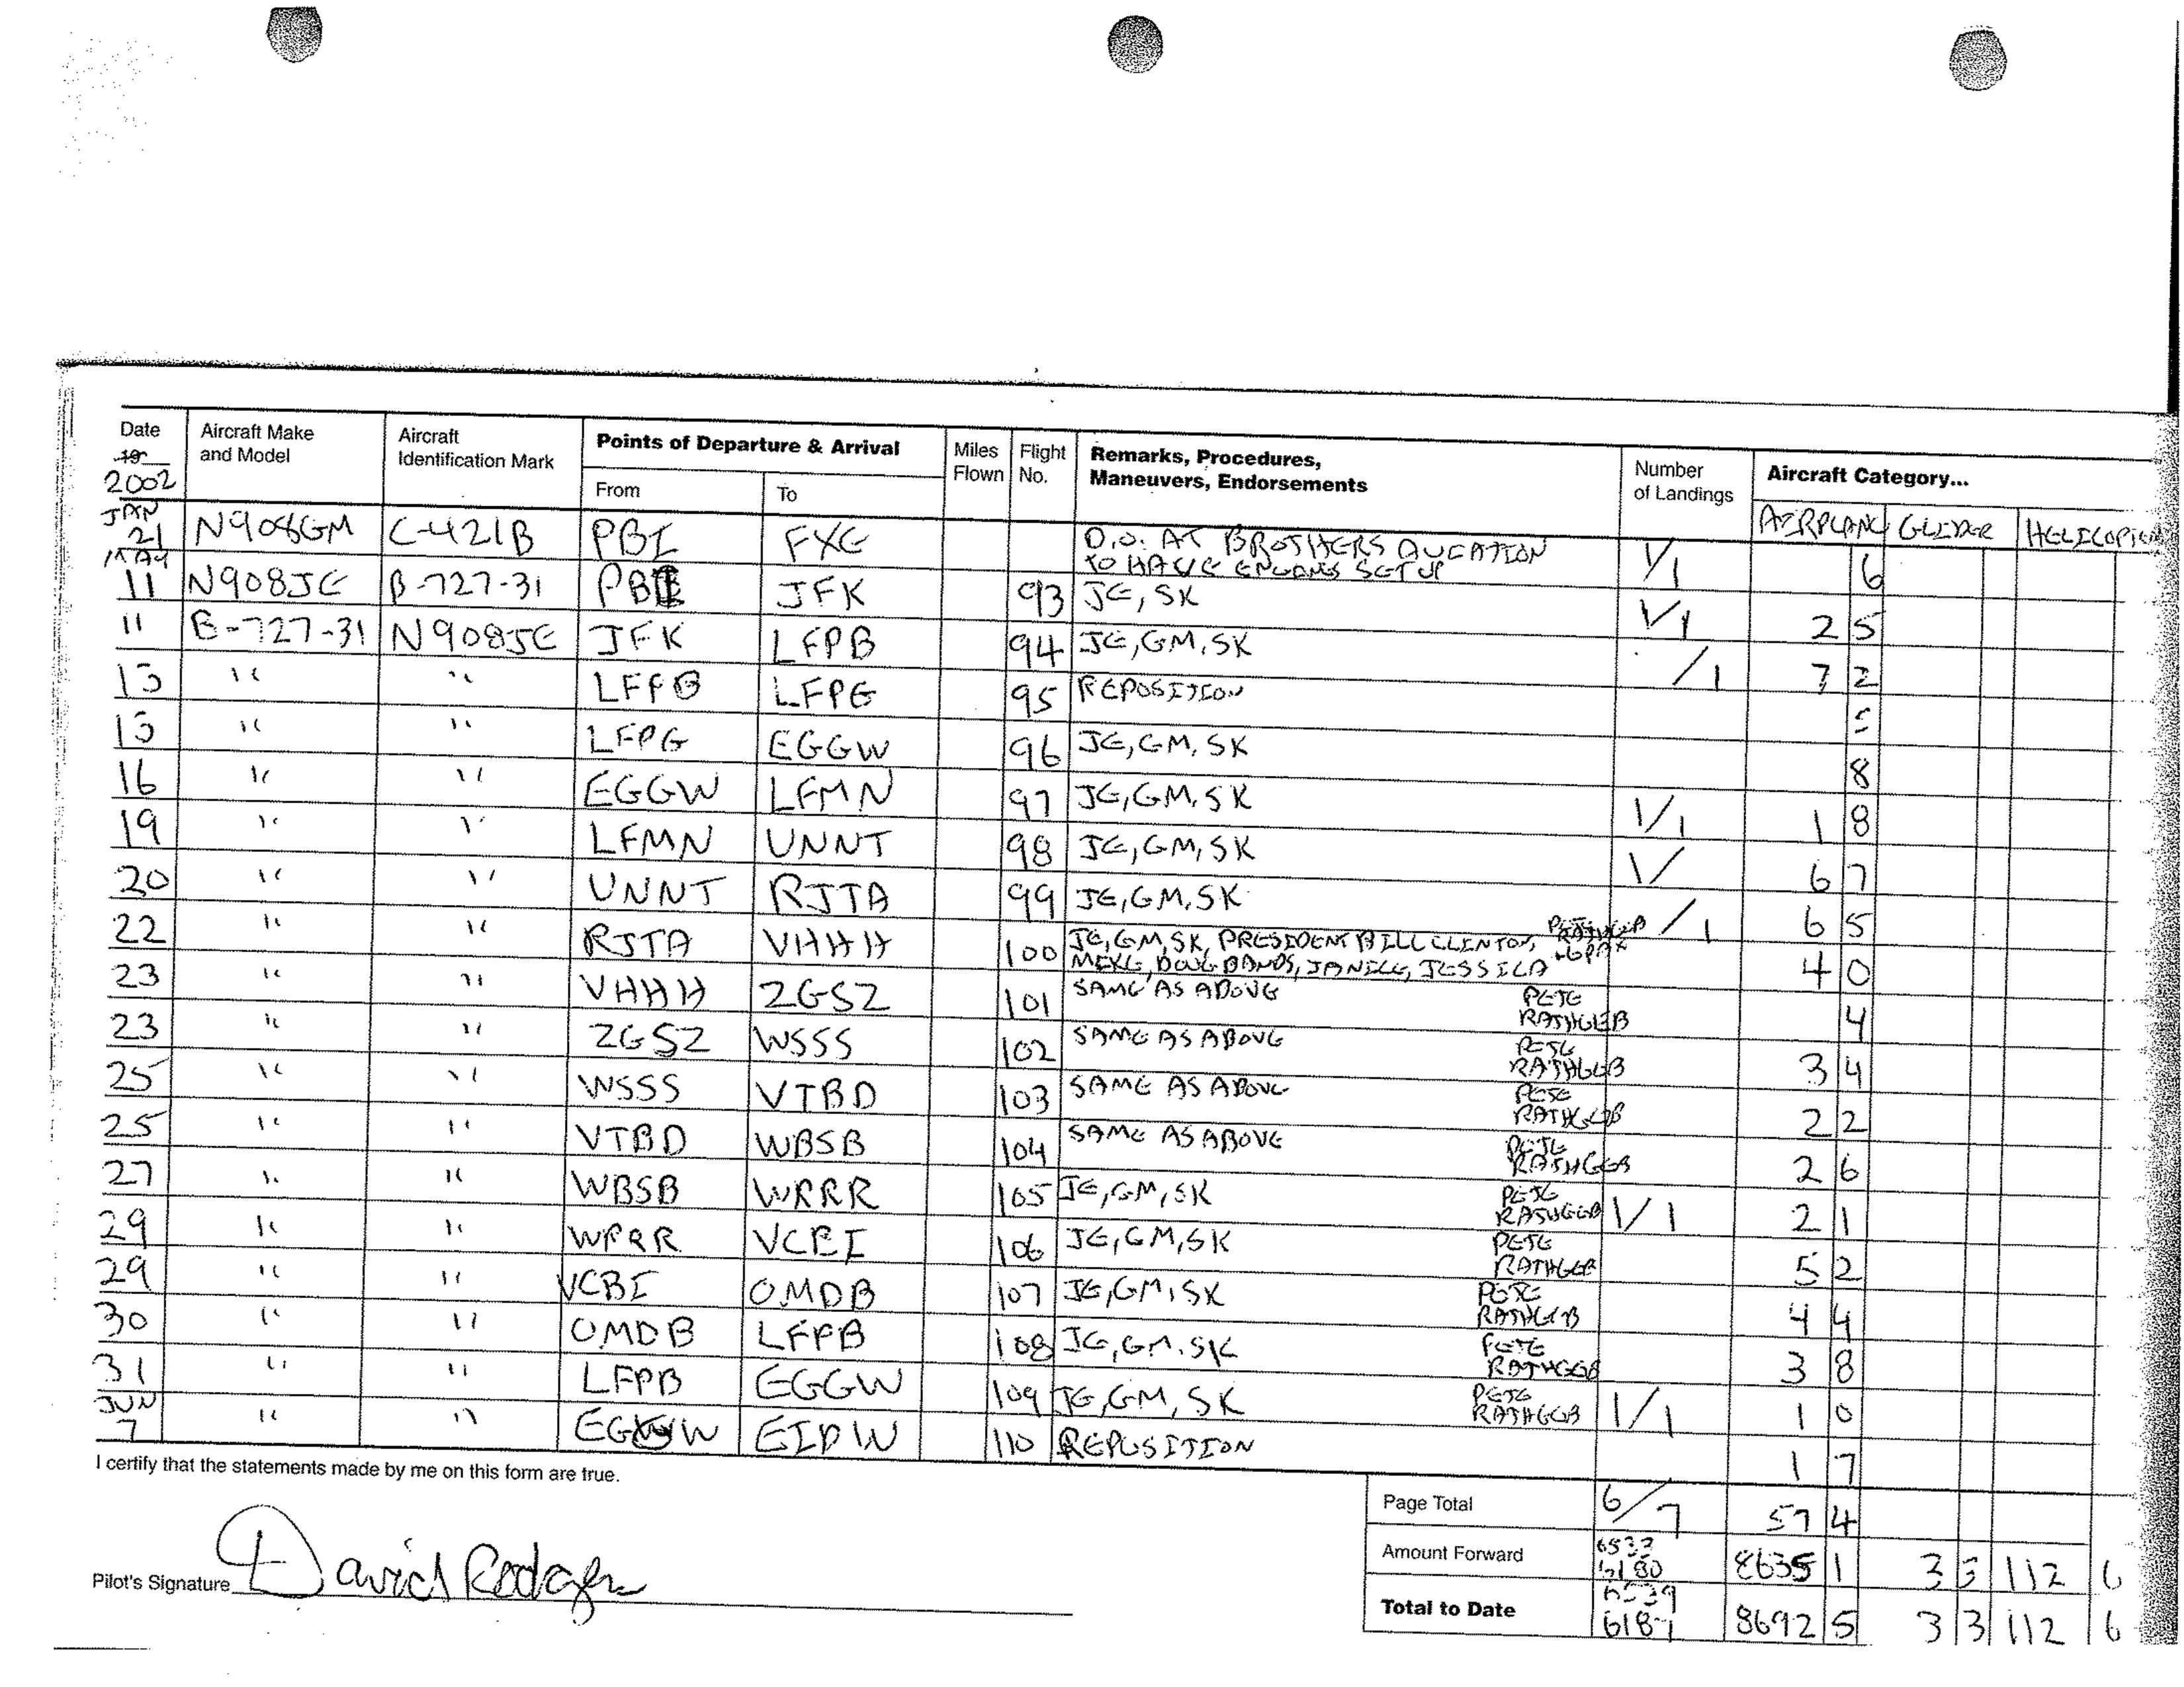 Date Aircraft Make and Model Aircraft Identification Mark Points of Departure & Arrival Miles Flown Flight No. Remarks, Procedures, Maneuvers, Endorsements Number of Landings Aircraft Category...
19
2002 From To AIRPLANE GLIDER HELICOPTER
JAN 21 N908GM C-421B PBI FXE D.O. AT BROTHERS AVEATION TO HAVE ENGINES SET UP 1/1 6
MAY 11 N908JE B-727-31 PBI JFK 93 JE, SK 1/1 2 5
11 B-727-31 N908JE JFK LFPB 94 JE, GM, SK /1 7 2
13 " " LFPB LFPG 95 REPOSITION
13 " " LFPG EGGW 96 JE, GM, SK 8
16 " " EGGW LFMN 97 JE, GM, SK 1/1 1 8
19 " " LFMN UNNT 98 JE, GM, SK 1/ 6 7
20 " " UNNT RJTA 99 JE, GM, SK /1 6 5
22 " " RJTA VHHH 100 JE, GM, SK, PRESIDENT BILL CLINTON, MIKE, DOUG BANDS, JANICE, JESSICA 4 0
23 " " VHHH ZGSZ 101 SAME AS ABOVE PETE RATHGEB 4
23 " " ZGSZ WSSS 102 SAME AS ABOVE PETE RATHGEB 3 4
25 " " WSSS VTBD 103 SAME AS ABOVE PETE RATHGEB 2 2
25 " " VTBD WBSB 104 SAME AS ABOVE PETE RATHGEB 2 6
27 " " WBSB WRRR 105 JE, GM, SK PETE RATHGEB 1/1 2 1
29 " " WRRR VCBI 106 JE, GM, SK PETE RATHGEB 5 2
29 " " VCBI OMDB 107 JE, GM, SK PETE RATHGEB 4 4
30 " " OMDB LFPB 108 JE, GM, SK PETE RATHGEB 3 8
31 " " LFPB EGGW 109 JE, GM, SK PETE RATHGEB 1/1 1 0
JUN 7 " " EGGW EIDW 110 REPOSITION 1 7
I certify that the statements made by me on this form are true.
Page Total 6/7 57 4
Amount Forward 8635 1 3 3 112 6
Pilot's Signature David Rodgers
Total to Date 8692 5 3 3 112 6